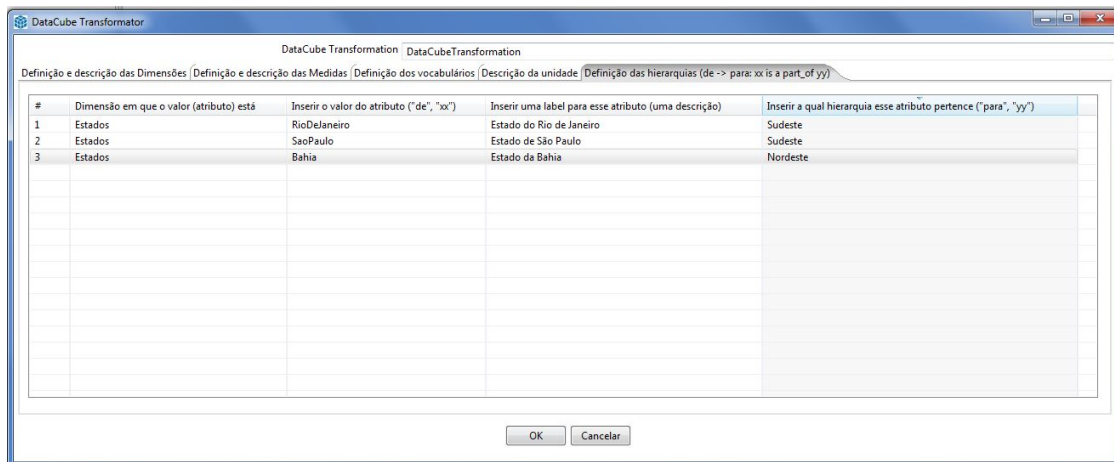 DataCube Transformator
DataCube Transformation DataCubeTransformation
Definição e descrição das Dimensões Definição e descrição das Medidas Definição dos vocabulários Descrição da unidade Definição das hierarquias (de -> para: xx is a part_of yy)
# Dimensão em que o valor (atributo) está Inserir o valor do atributo ("de", "xx") Inserir uma label para esse atributo (uma descrição) Inserir a qual hierarquia esse atributo pertence ("para", "yy")
1 Estados RioDeJaneiro Estado do Rio de Janeiro Sudeste
2 Estados SaoPaulo Estado de São Paulo Sudeste
3 Estados Bahia Estado da Bahia Nordeste
OK Cancelar